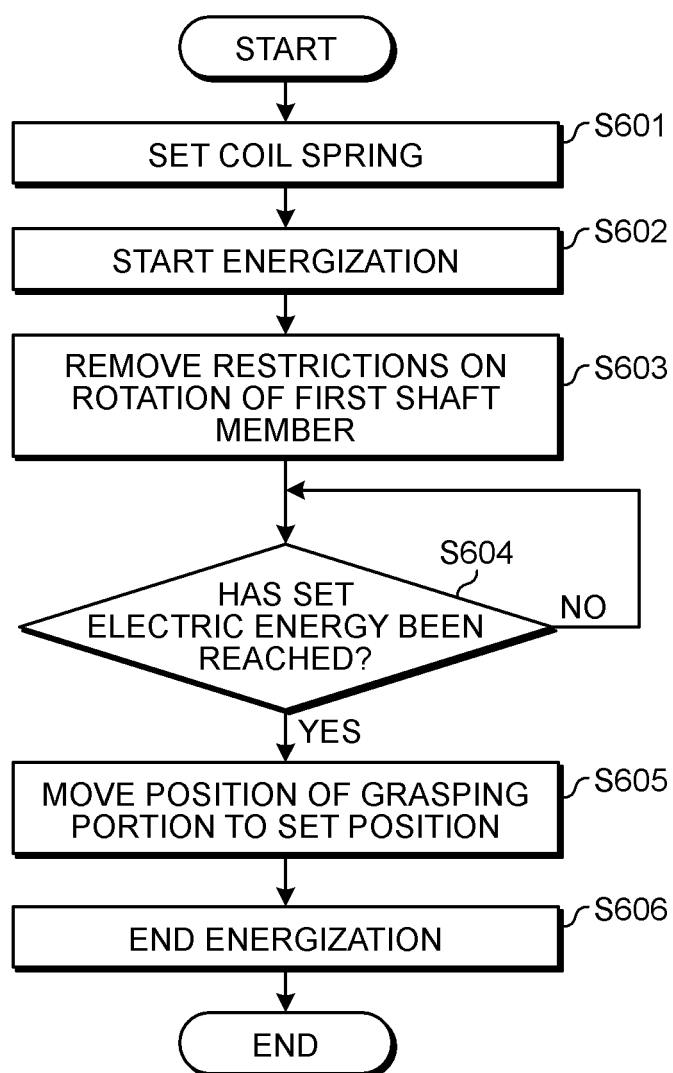 START
SET COIL SPRING
S601
START ENERGIZATION
S602
REMOVE RESTRICTIONS ON
ROTATION OF FIRST SHAFT
MEMBER
S603
S604
HAS SET
ELECTRIC ENERGY BEEN
REACHED?
NO
YES
MOVE POSITION OF GRASPING
PORTION TO SET POSITION
S605
END ENERGIZATION
S606
END